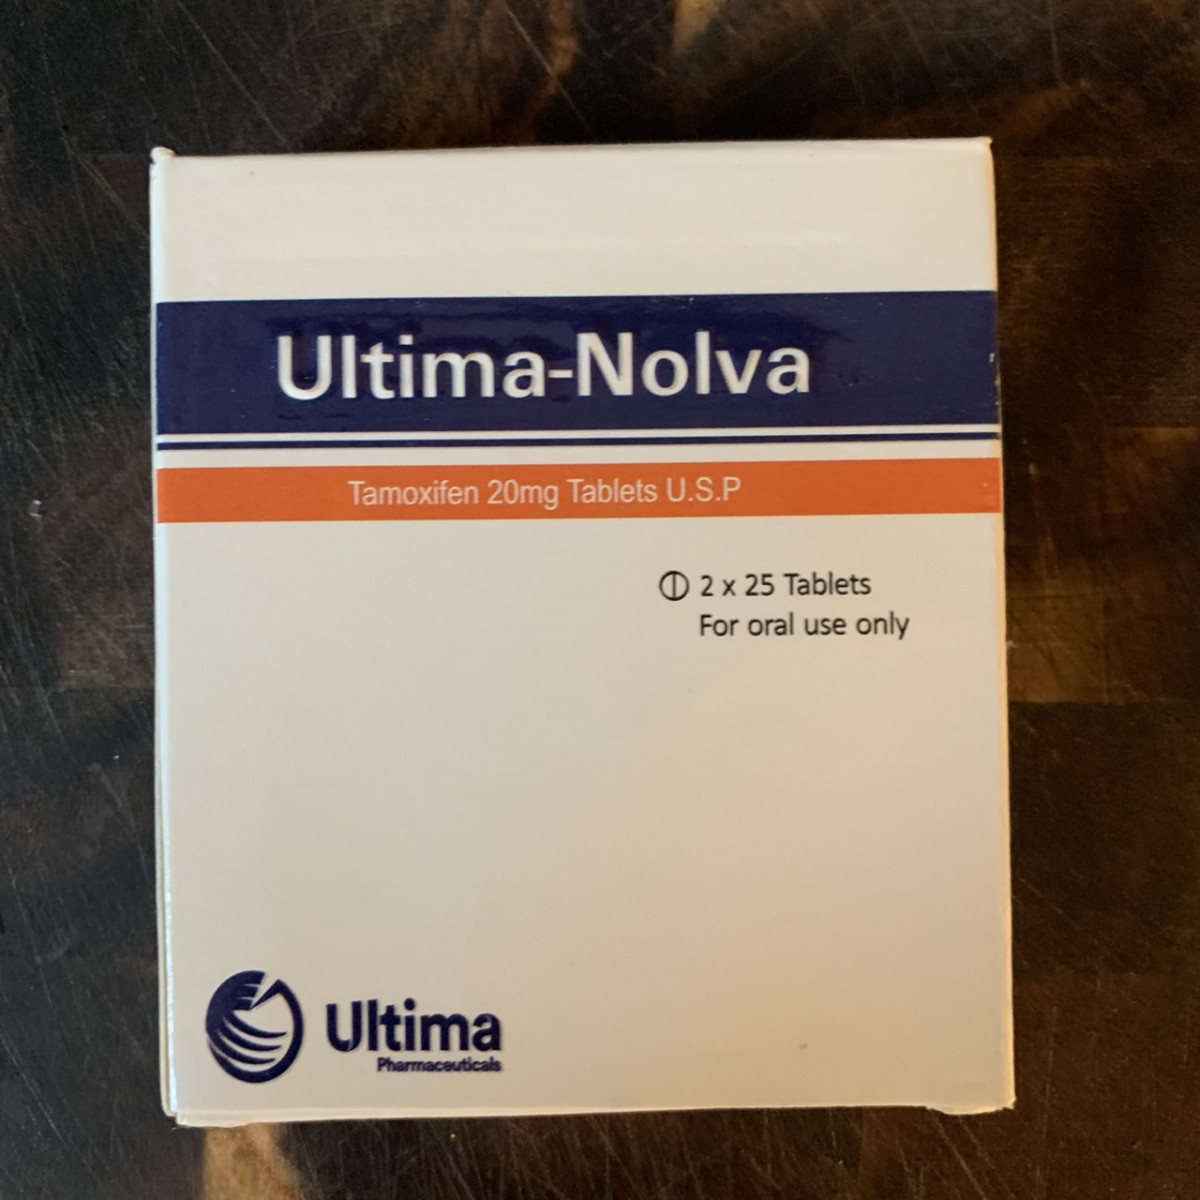 Ultima-Nolva
Tamoxifen 20mg Tablets U.S.P
2 x 25 Tablets
For oral use only
Ultima
Pharmaceuticals